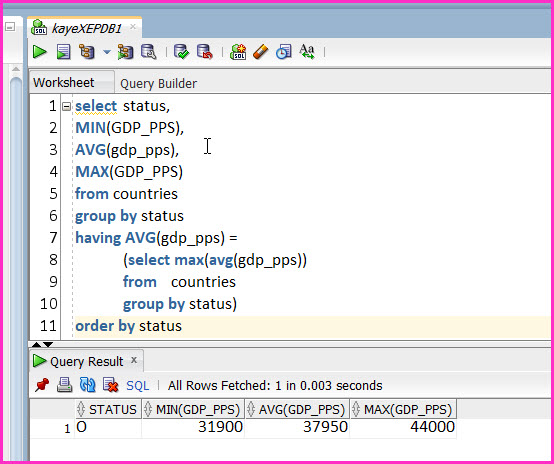 kayeXEPDB1
Worksheet Query Builder
1 select status,
2 MIN(GDP_PPS),
3 AVG(gdp_pps),
4 MAX(GDP_PPS)
5 from countries
6 group by status
7 having AVG(gdp_pps) =
8 (select max(avg(gdp_pps))
9 from countries
10 group by status)
11 order by status
Query Result x
SQL | All Rows Fetched: 1 in 0.003 seconds
STATUS MIN(GDP_PPS) AVG(GDP_PPS) MAX(GDP_PPS)
1 O 31900 37950 44000